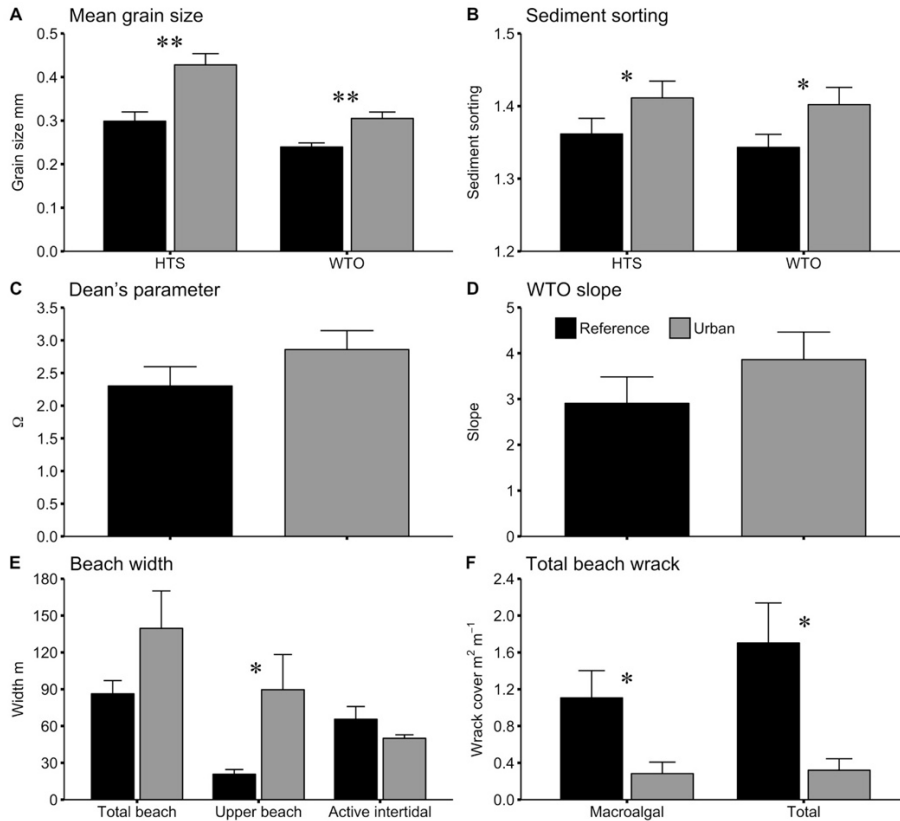 A Mean grain size
Grain size mm
0.5
0.4
0.3
0.2
0.1
0.0
**
**
HTS WTO
B Sediment sorting
Sediment sorting
1.5
1.4
1.3
1.2
*
*
HTS WTO
C Dean's parameter
Ω
3.5
3.0
2.5
2.0
1.5
1.0
0.5
0.0
D WTO slope
Slope
5
4
3
2
1
0
Reference Urban
E Beach width
Width m
180
150
120
90
60
30
0
*
Total beach Upper beach Active intertidal
F Total beach wrack
Wrack cover m² m⁻¹
2.4
2.0
1.6
1.2
0.8
0.4
0.0
*
*
Macroalgal Total